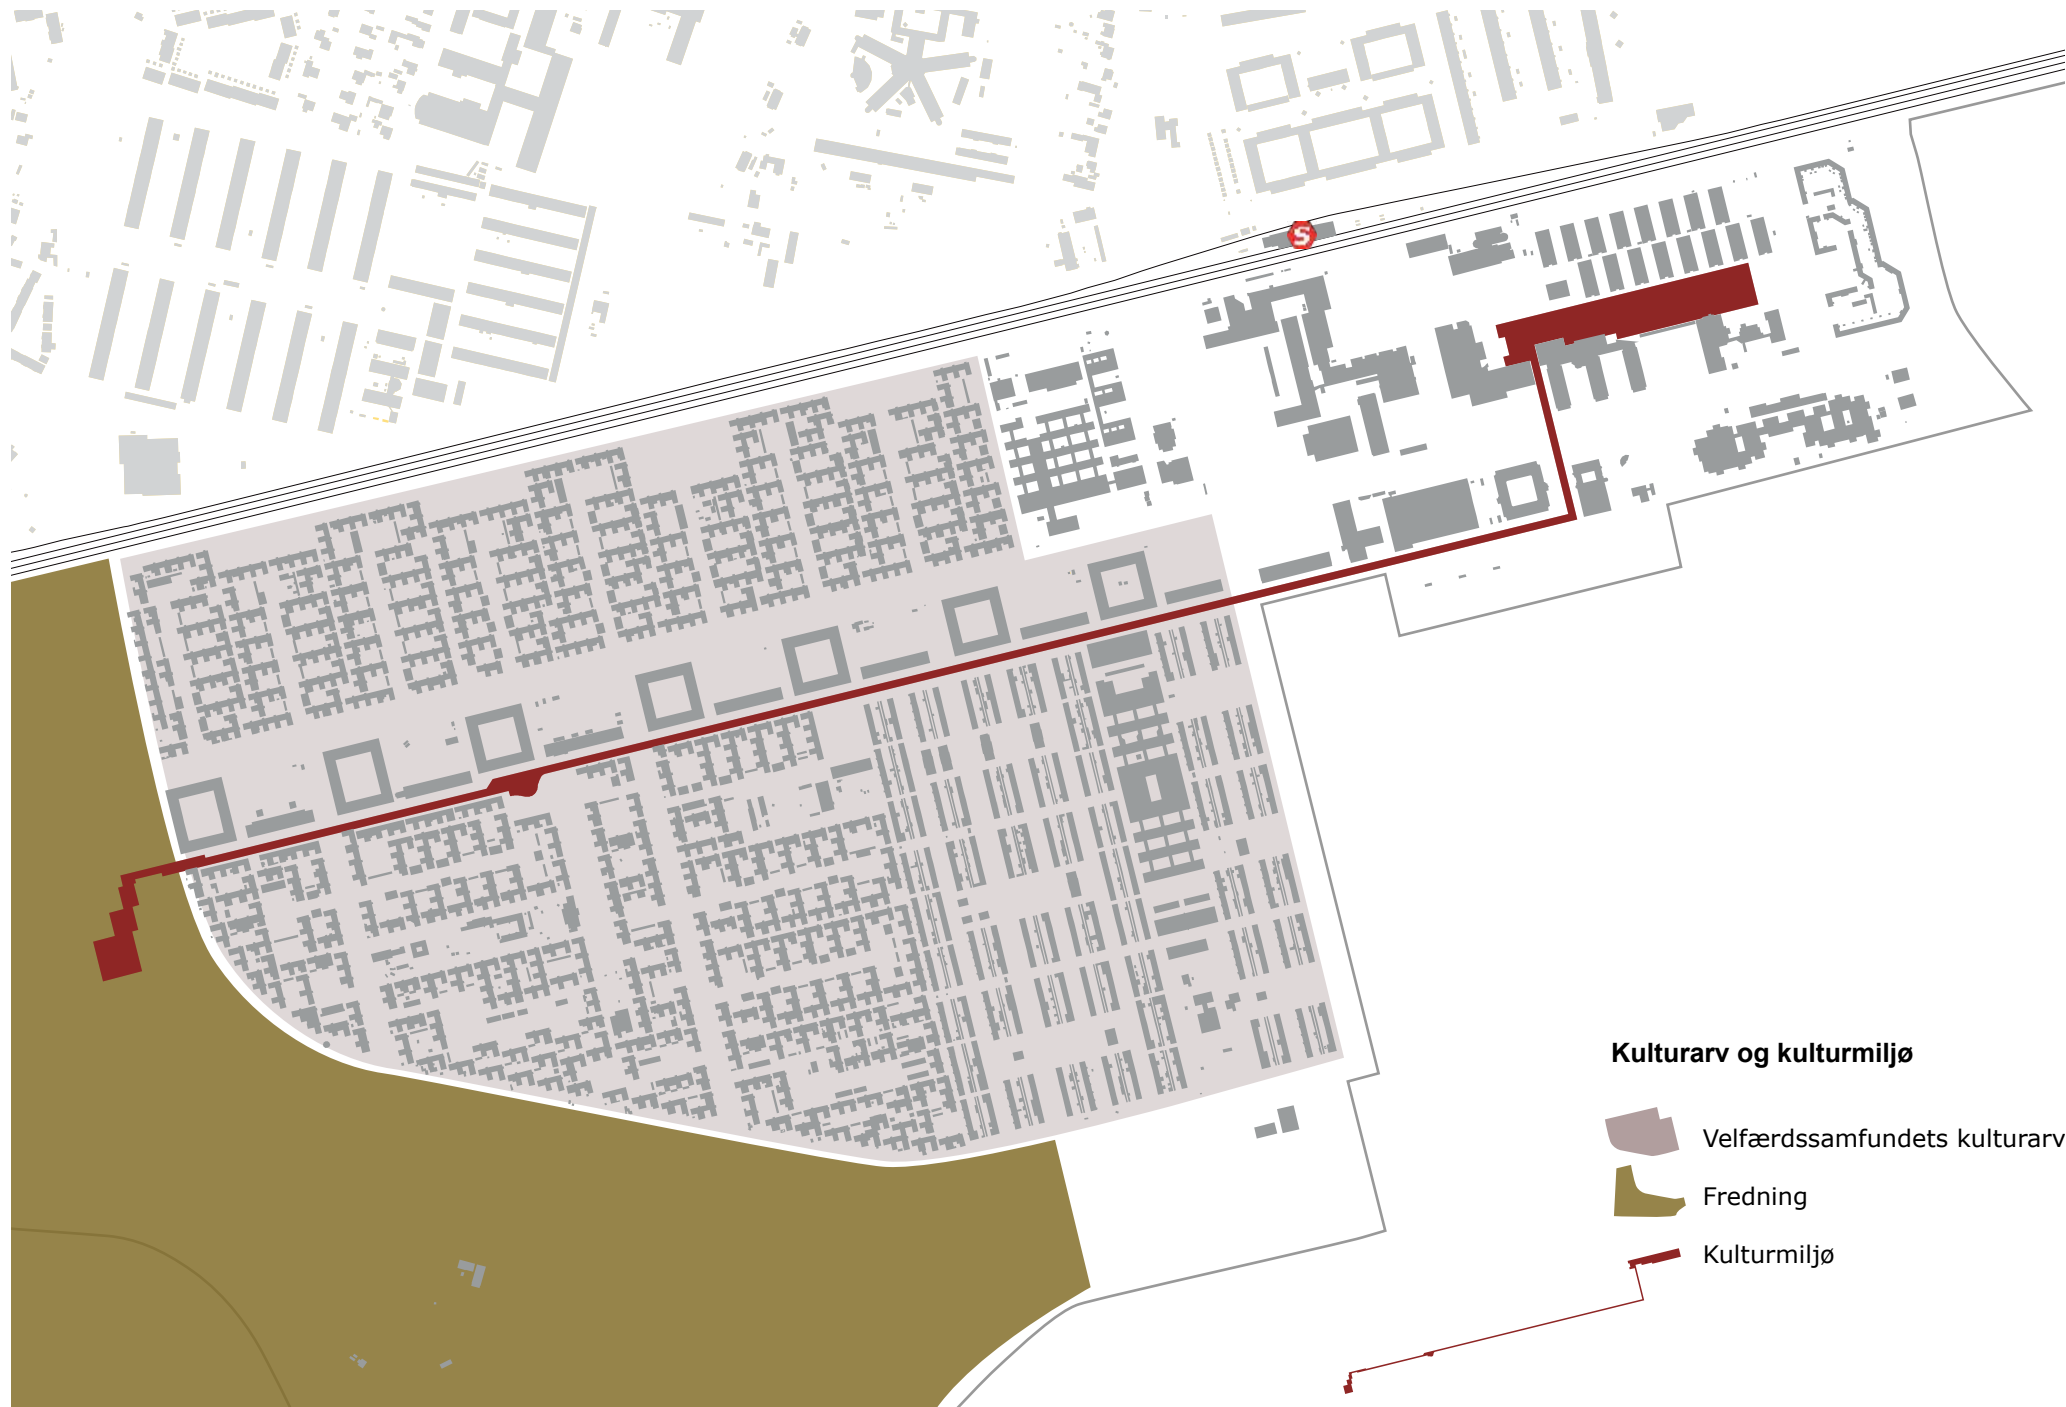 S
Kulturarv og kulturmiljø
Velfærdssamfundets kulturarv
Fredning
Kulturmiljø